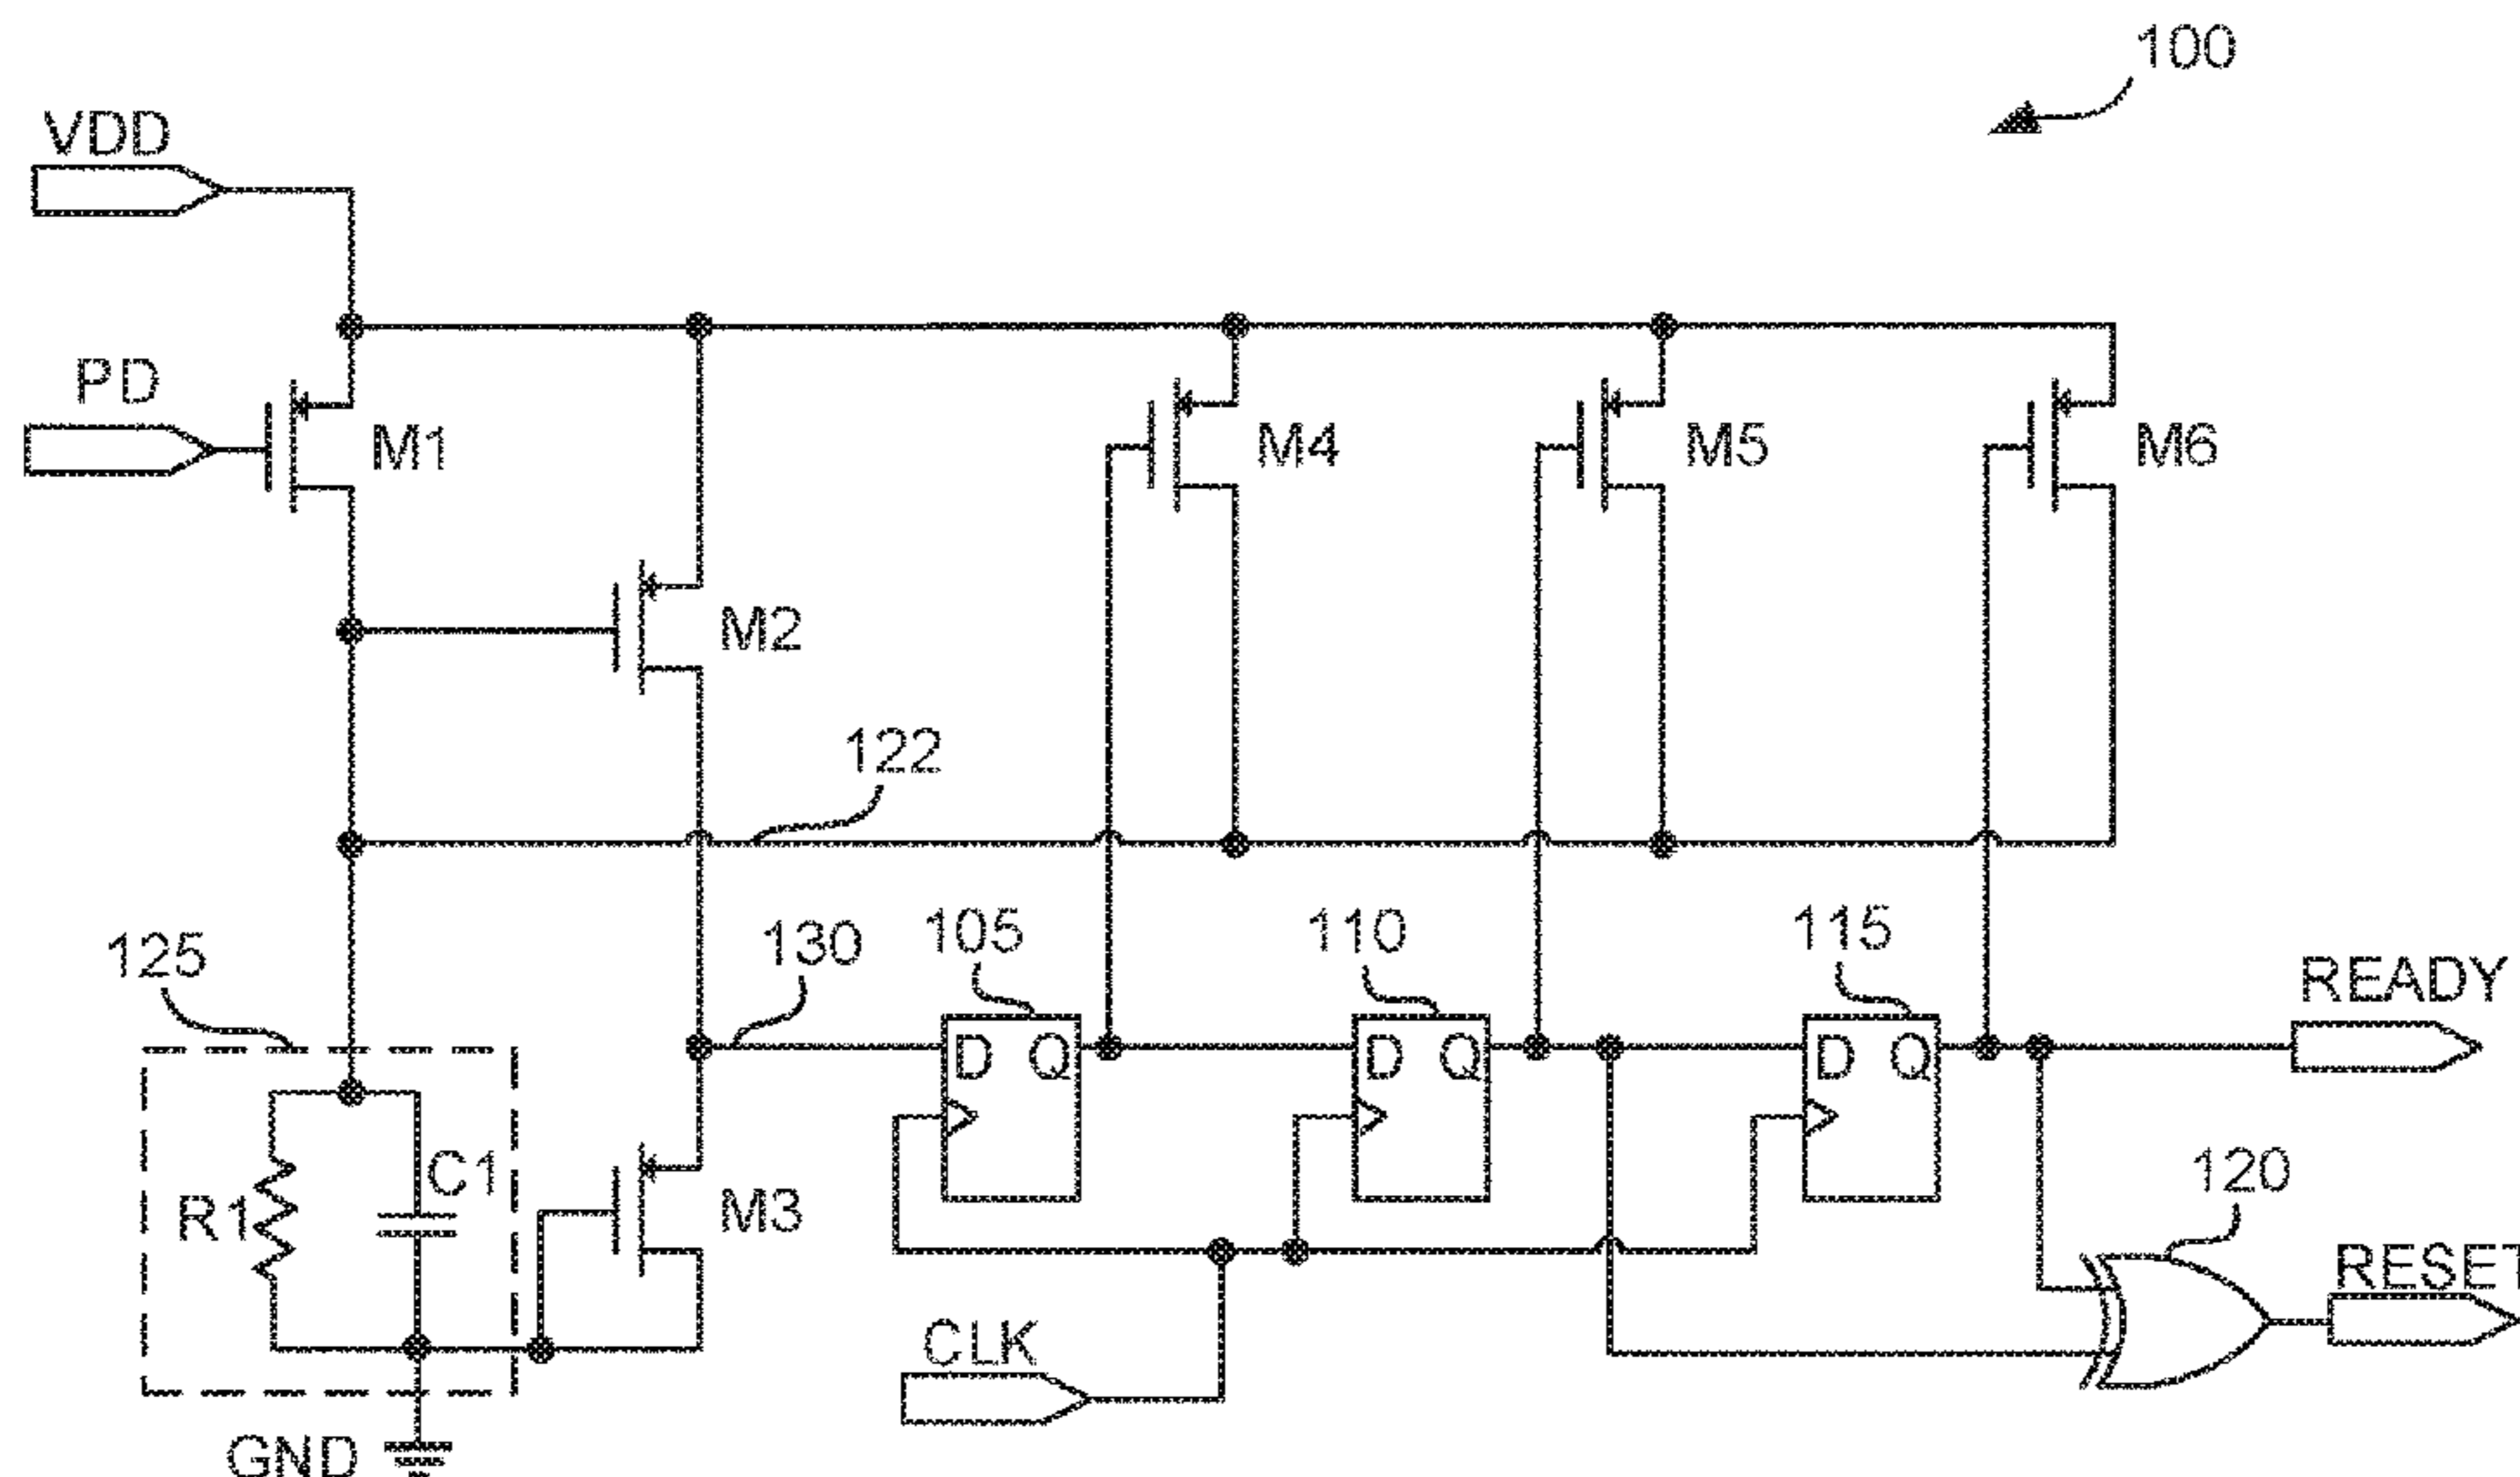 100
VDD
PD
M1
M4
M5
M6
M2
122
125
130
105
110
115
READY
D Q
D Q
D Q
R1
C1
M3
120
RESET
CLK
GND